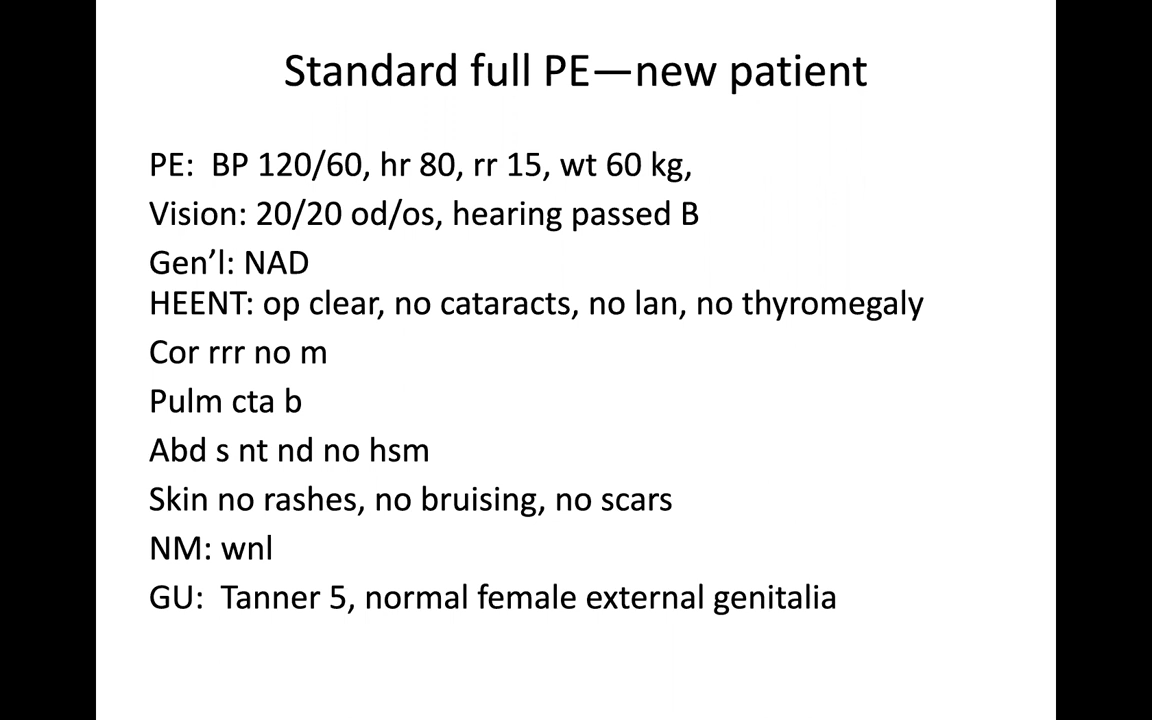 Standard full PE—new patient
PE:  BP 120/60, hr 80, rr 15, wt 60 kg,
Vision: 20/20 od/os, hearing passed B
Gen’l: NAD
HEENT: op clear, no cataracts, no lan, no thyromegaly
Cor rrr no m
Pulm cta b
Abd s nt nd no hsm
Skin no rashes, no bruising, no scars
NM: wnl
GU:  Tanner 5, normal female external genitalia